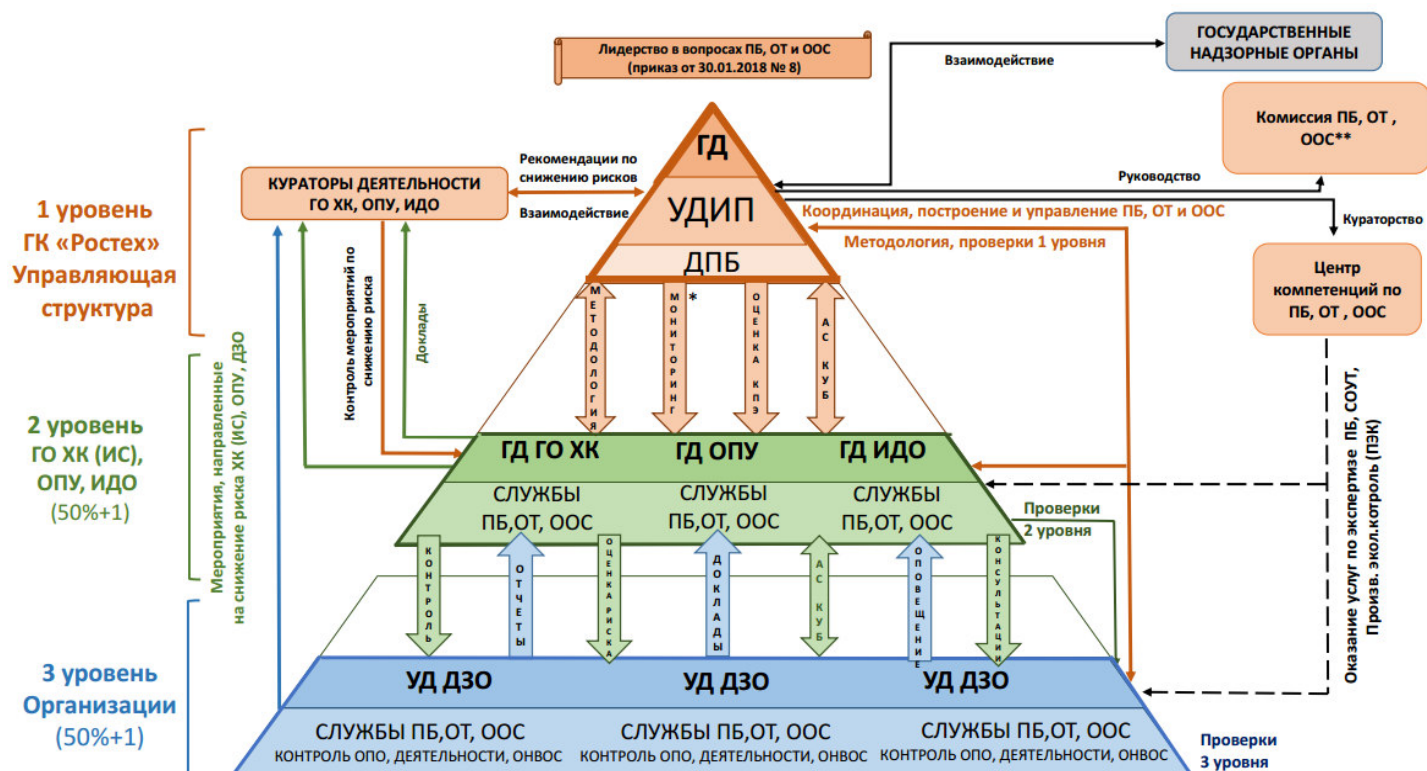 Лидерство в вопросах ПБ, ОТ и ООС
(приказ от 30.01.2018 № 8)
ГОСУДАРСТВЕННЫЕ
НАДЗОРНЫЕ ОРГАНЫ
Взаимодействие
Комиссия ПБ, ОТ ,
ООС**
Руководство
Кураторство
Центр
компетенций по
ПБ, ОТ , ООС
1 уровень
ГК «Ростех»
Управляющая
структура
КУРАТОРЫ ДЕЯТЕЛЬНОСТИ
ГО ХК, ОПУ, ИДО
Рекомендации по
снижению рисков
Взаимодействие
ГД
УДИП
ДПБ
Координация, построение и управление ПБ, ОТ и ООС
Методология, проверки 1 уровня
Контроль мероприятий по
снижению риска
Доклады
МЕТОДОЛОГИЯ
МОНИТОРИНГ
*
ОЦЕНКА КПЭ
АС КУБ
2 уровень
ГО ХК (ИС),
ОПУ, ИДО
(50%+1)
Мероприятия, направленные
на снижение риска ХК (ИС), ОПУ, ДЗО
ГД ГО ХК
ГД ОПУ
ГД ИДО
СЛУЖБЫ
ПБ,ОТ, ООС
СЛУЖБЫ
ПБ,ОТ, ООС
СЛУЖБЫ
ПБ,ОТ, ООС
Проверки
2 уровня
Оказание услуг по экспертизе ПБ, СОУТ,
Произв. экол.котроль (ПЭК)
КОНТРОЛЬ
ОТЧЕТЫ
ОЦЕНКА РИСКА
ДОКЛАДЫ
АС КУБ
ОПОВЕЩЕНИЕ
КОНСУЛЬТАЦИИ
3 уровень
Организации
(50%+1)
УД ДЗО
УД ДЗО
УД ДЗО
СЛУЖБЫ ПБ,ОТ, ООС
КОНТРОЛЬ ОПО, ДЕЯТЕЛЬНОСТИ, ОНВОС
СЛУЖБЫ ПБ,ОТ, ООС
КОНТРОЛЬ ОПО, ДЕЯТЕЛЬНОСТИ, ОНВОС
СЛУЖБЫ ПБ,ОТ, ООС
КОНТРОЛЬ ОПО, ДЕЯТЕЛЬНОСТИ, ОНВОС
Проверки
3 уровня